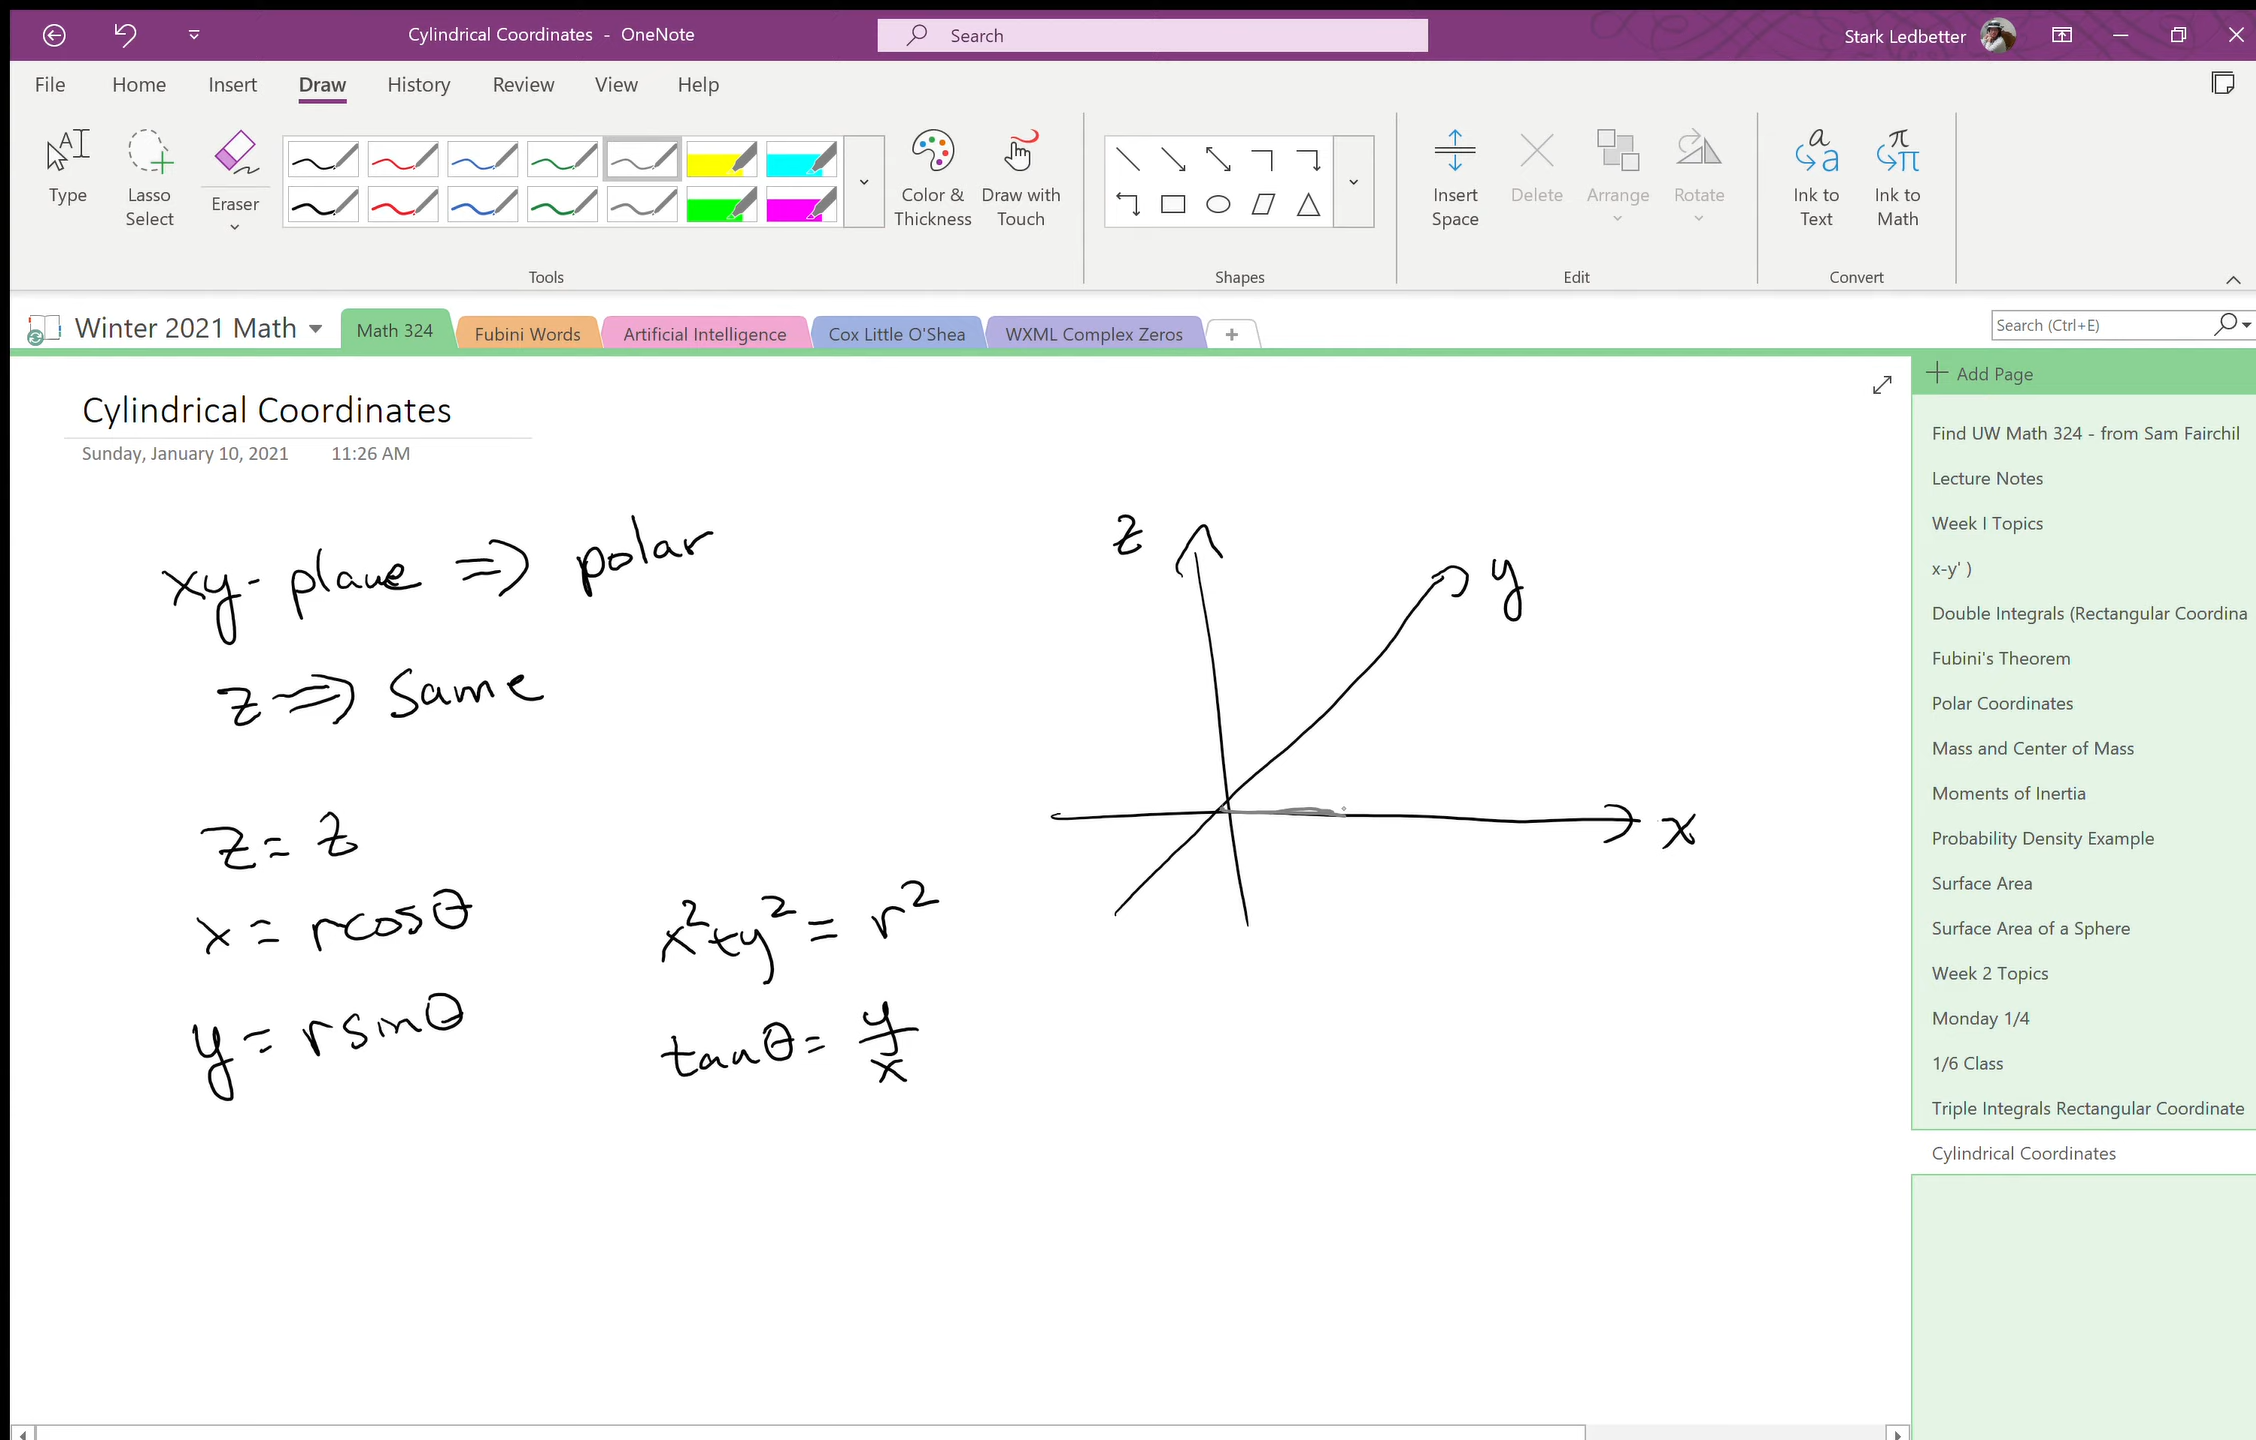 Cylindrical Coordinates - OneNote
Search
Stark Ledbetter
File Home Insert Draw History Review View Help
Type
Lasso Select
Eraser
Color & Thickness
Draw with Touch
Insert Space
Delete
Arrange
Rotate
Ink to Text
Ink to Math
Tools
Shapes
Edit
Convert
Winter 2021 Math
Math 324
Fubini Words
Artificial Intelligence
Cox Little O'Shea
WXML Complex Zeros
Search (Ctrl+E)
Cylindrical Coordinates
Sunday, January 10, 2021 11:26 AM
xy-plane => polar
z => same
z = z
x = rcosθ
y = rsinθ
x²+y² = r²
tanθ = y/x
z
y
x
Add Page
Find UW Math 324 - from Sam Fairchil
Lecture Notes
Week I Topics
x-y' )
Double Integrals (Rectangular Coordina
Fubini's Theorem
Polar Coordinates
Mass and Center of Mass
Moments of Inertia
Probability Density Example
Surface Area
Surface Area of a Sphere
Week 2 Topics
Monday 1/4
1/6 Class
Triple Integrals Rectangular Coordinate
Cylindrical Coordinates